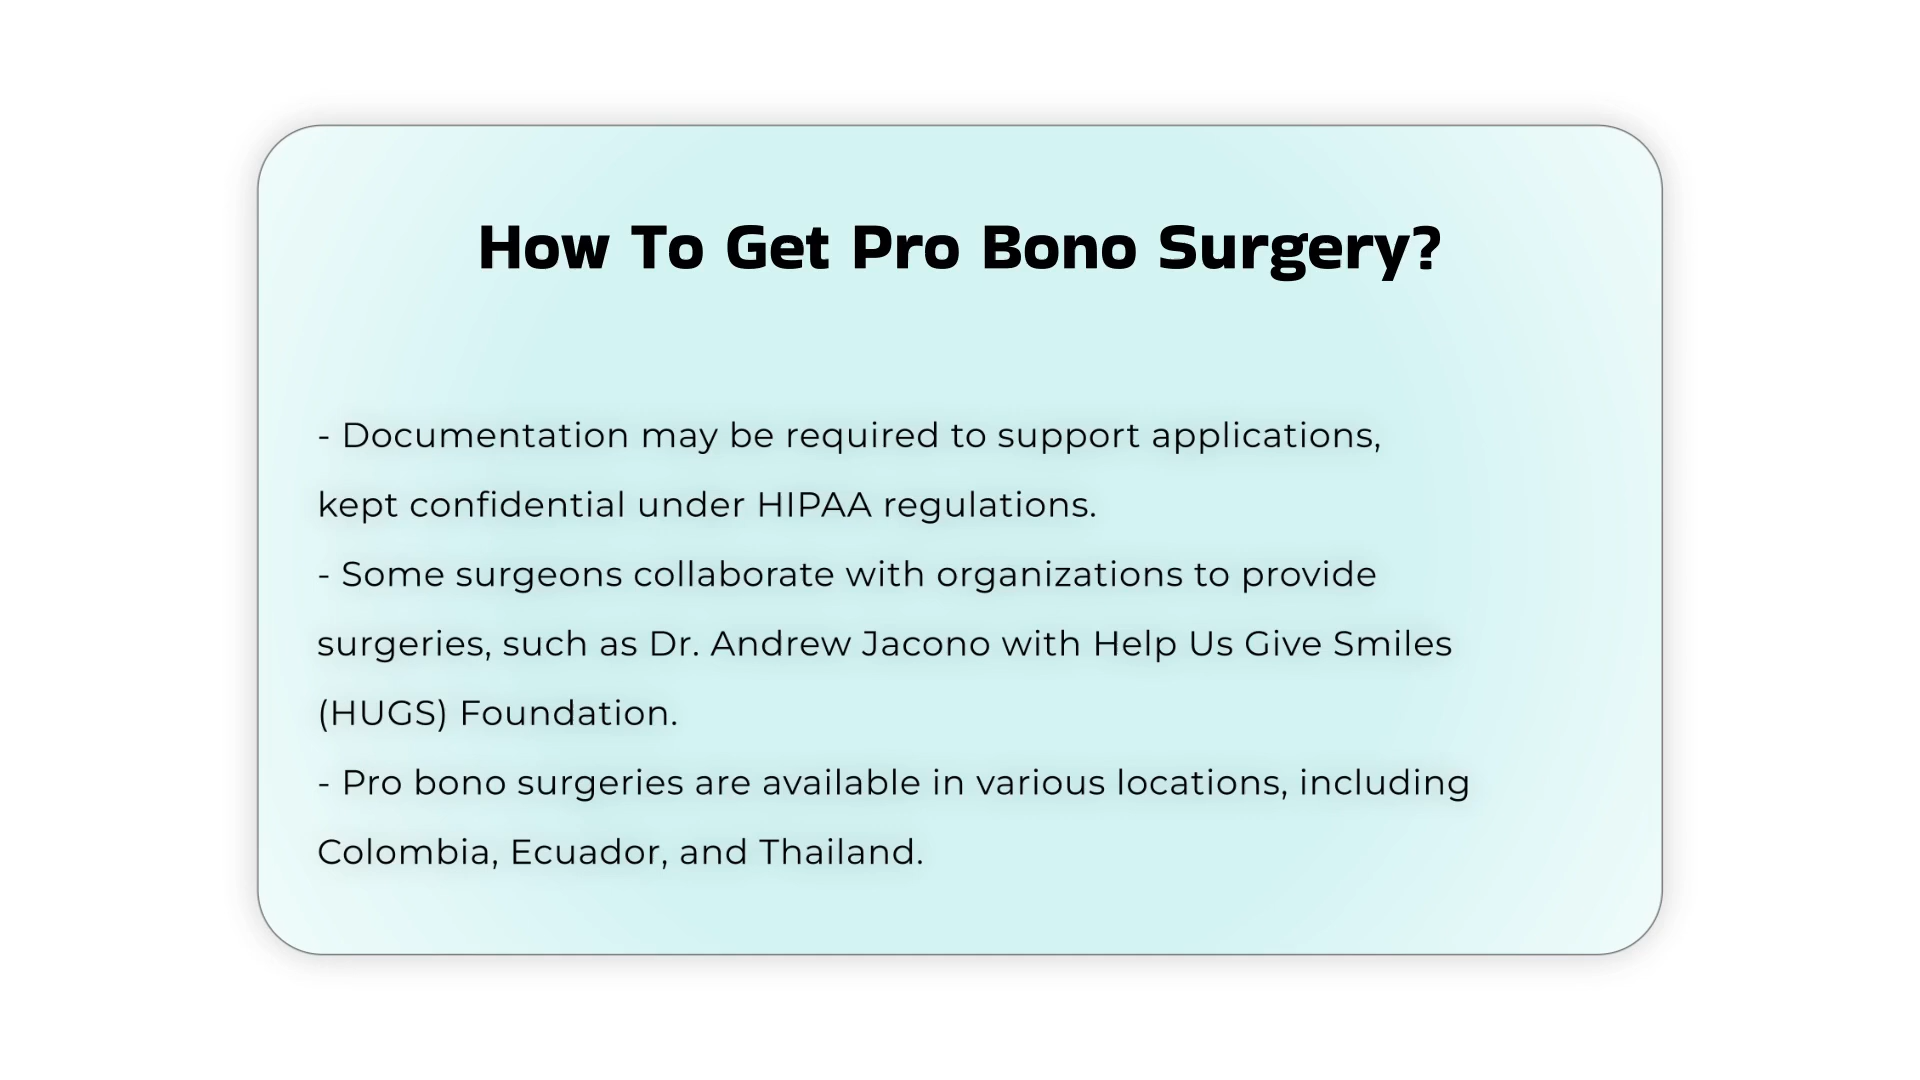 How To Get Pro Bono Surgery?
- Documentation may be required to support applications,
kept confidential under HIPAA regulations.
- Some surgeons collaborate with organizations to provide
surgeries, such as Dr. Andrew Jacono with Help Us Give Smiles
(HUGS) Foundation.
- Pro bono surgeries are available in various locations, including
Colombia, Ecuador, and Thailand.